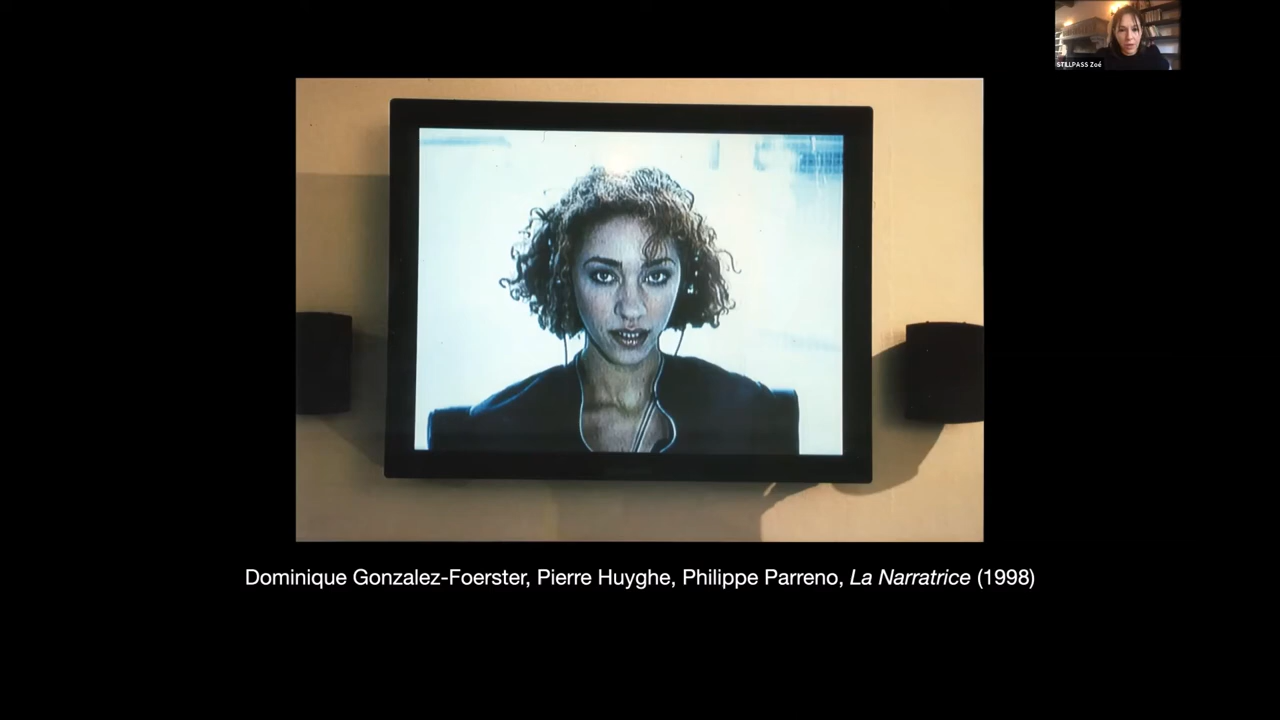 STILLPASS Zoé
Dominique Gonzalez-Foerster, Pierre Huyghe, Philippe Parreno, La Narratrice (1998)